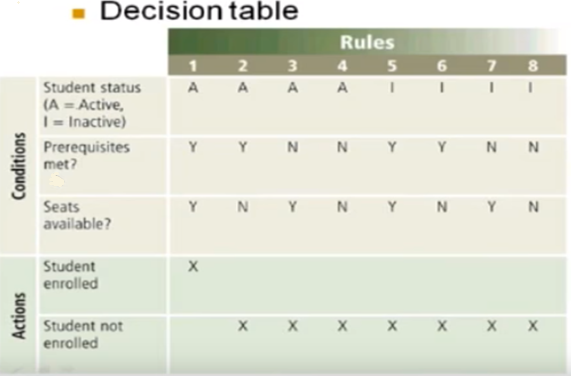 Decision table
Rules
1 2 3 4 5 6 7 8
Conditions
Student status A A A A I I I I
(A = Active,
I = Inactive)
Prerequisites Y Y N N Y Y N N
met?
Seats Y N Y N Y N Y N
available?
Actions
Student X
enrolled
Student not X X X X X X X
enrolled